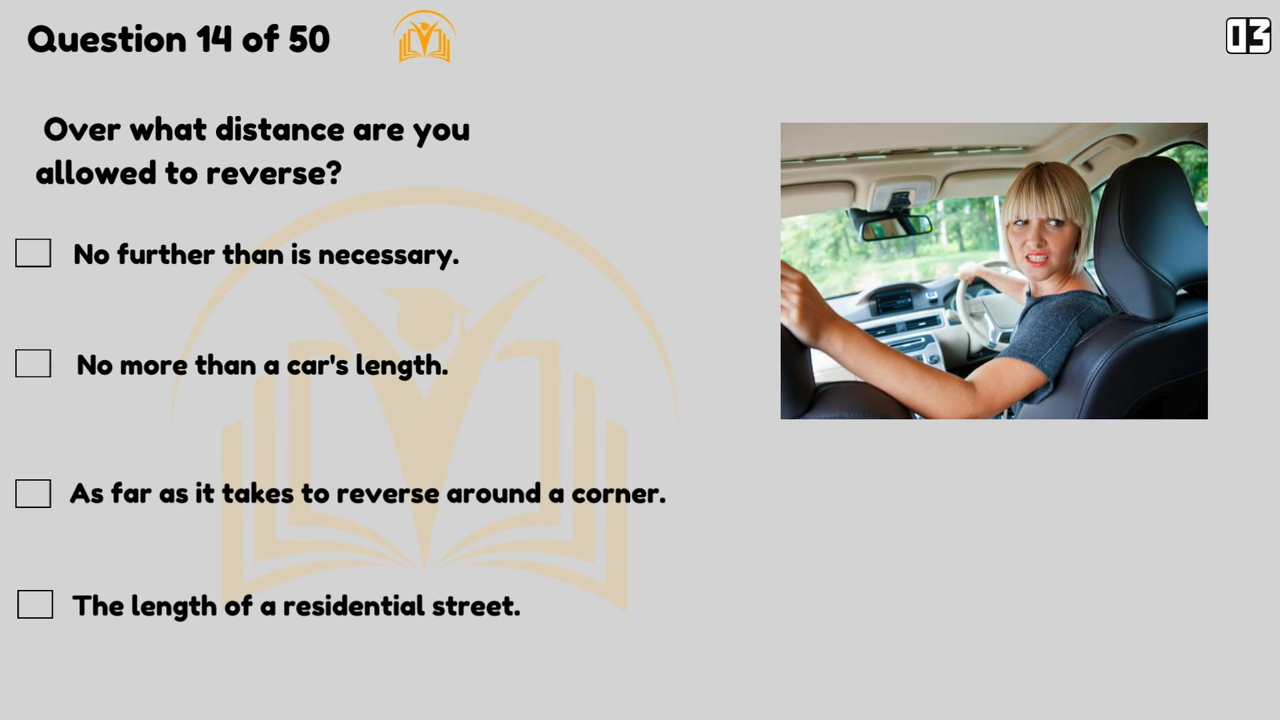 Question 14 of 50
03
Over what distance are you
allowed to reverse?
No further than is necessary.
No more than a car's length.
As far as it takes to reverse around a corner.
The length of a residential street.